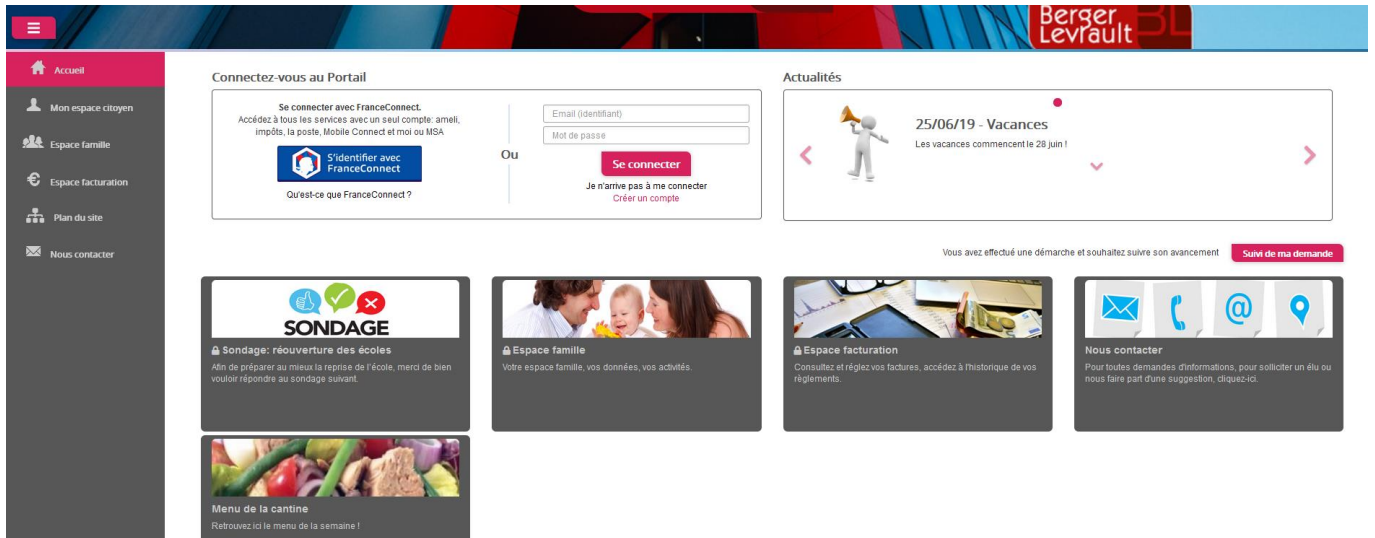 Berger
Levrault
BL
Accueil
Mon espace citoyen
Espace famille
Espace facturation
Plan du site
Nous contacter
Connectez-vous au Portail
Se connecter avec FranceConnect.
Accédez à tous les services avec un seul compte: ameli,
impôts, la poste, Mobile Connect et moi ou MSA
S'identifier avec
FranceConnect
Qu'est-ce que FranceConnect ?
Ou
Email (identifiant)
Mot de passe
Se connecter
Je n'arrive pas à me connecter
Créer un compte
Actualités
25/06/19 - Vacances
Les vacances commencent le 28 juin !
Vous avez effectué une démarche et souhaitez suivre son avancement
Suivi de ma demande
SONDAGE
Sondage: réouverture des écoles
Afin de préparer au mieux la reprise de l'école, merci de bien
vouloir répondre au sondage suivant.
Espace famille
Votre espace famille, vos données, vos activités.
Espace facturation
Consultez et réglez vos factures, accédez à l'historique de vos
règlements.
@
Nous contacter
Pour toutes demandes d'informations, pour solliciter un élu ou
nous faire part d'une suggestion, cliquez-ici.
Menu de la cantine
Retrouvez ici le menu de la semaine !